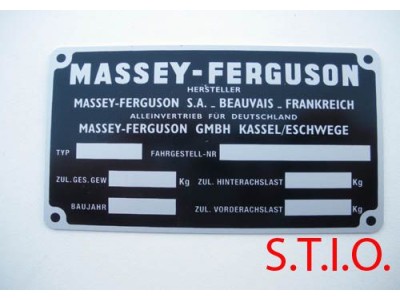 MASSEY-FERGUSON
HERSTELLER
MASSEY-FERGUSON S.A. - BEAUVAIS - FRANKREICH
ALLEINVERTRIEB FÜR DEUTSCHLAND
MASSEY-FERGUSON GMBH KASSEL/ESCHWEGE
TYP FAHRGESTELL-NR
ZUL. GES. GEW Kg ZUL. HINTERACHSLAST Kg
BAUJAHR ZUL. VORDERACHSLAST Kg
S.T.I.O.